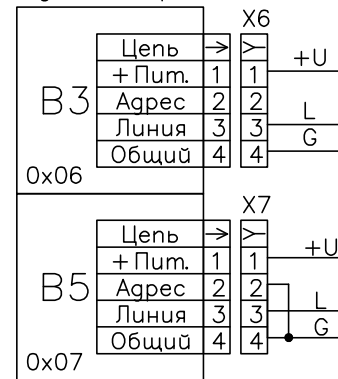 X6
Цепь → Y
+Пит. 1 1 +U
B3
Адрес 2 2
Линия 3 3 L
Общий 4 4 G
0x06
X7
Цепь → Y
+Пит. 1 1 +U
B5
Адрес 2 2
Линия 3 3 L
Общий 4 4 G
0x07